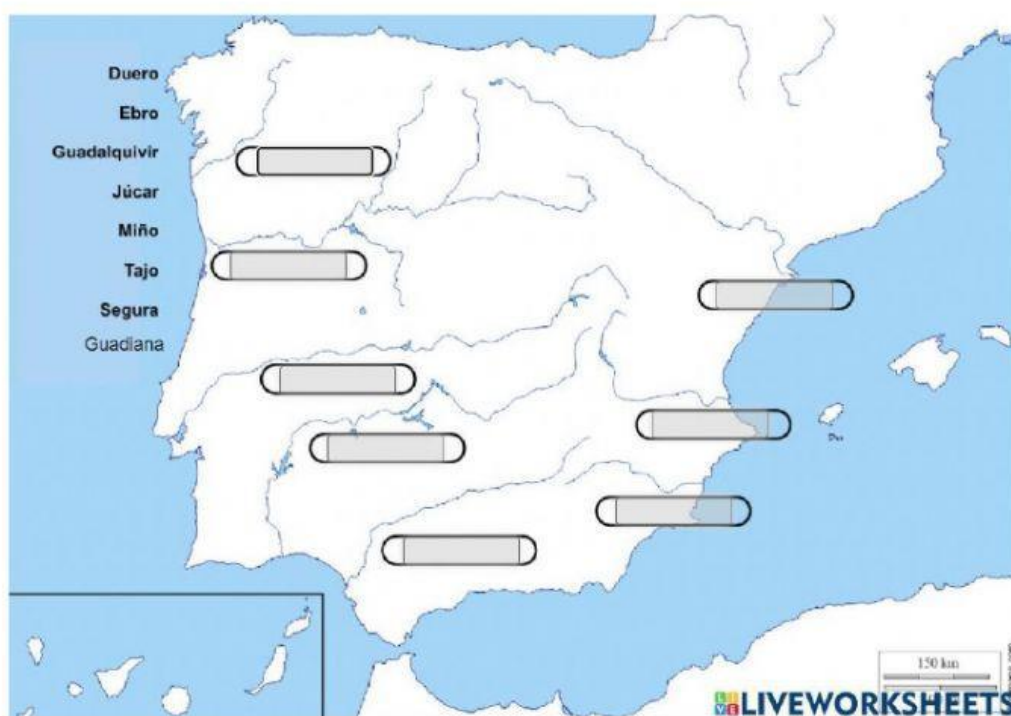 Duero
Ebro
Guadalquivir
Júcar
Miño
Tajo
Segura
Guadiana
150 km
LIVEWORKSHEETS